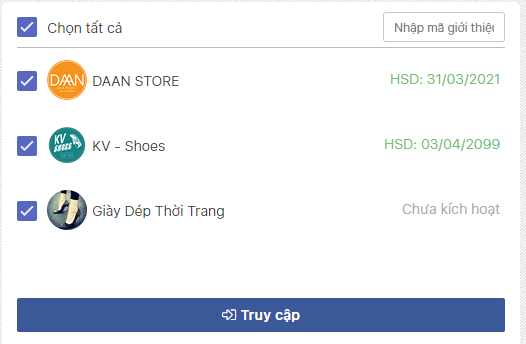 Chọn tất cả Nhập mã giới thiệu
DAAN
DAAN STORE HSD: 31/03/2021
KV
SHOES
KV - Shoes HSD: 03/04/2099
Giày Dép Thời Trang Chưa kích hoạt
Truy cập